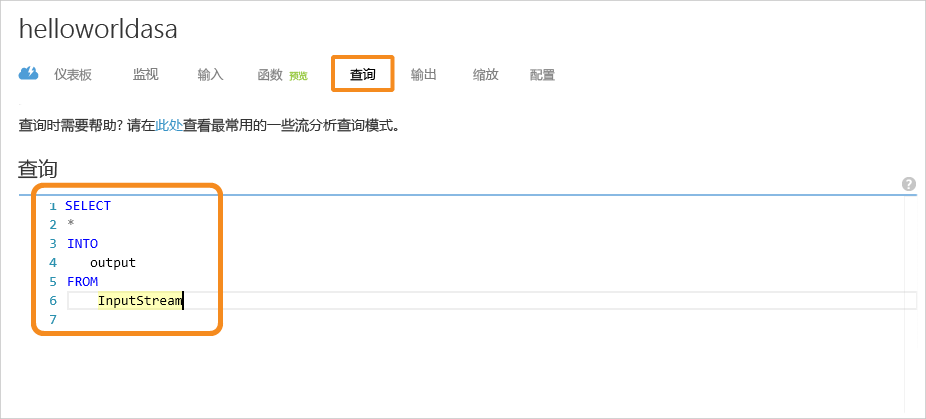 helloworldasa
仪表板 监视 输入 函数 预览 查询 输出 缩放 配置
查询时需要帮助? 请在此处查看最常用的一些流分析查询模式。
查询
?
1 SELECT
2 *
3 INTO
4 output
5 FROM
6 InputStream
7